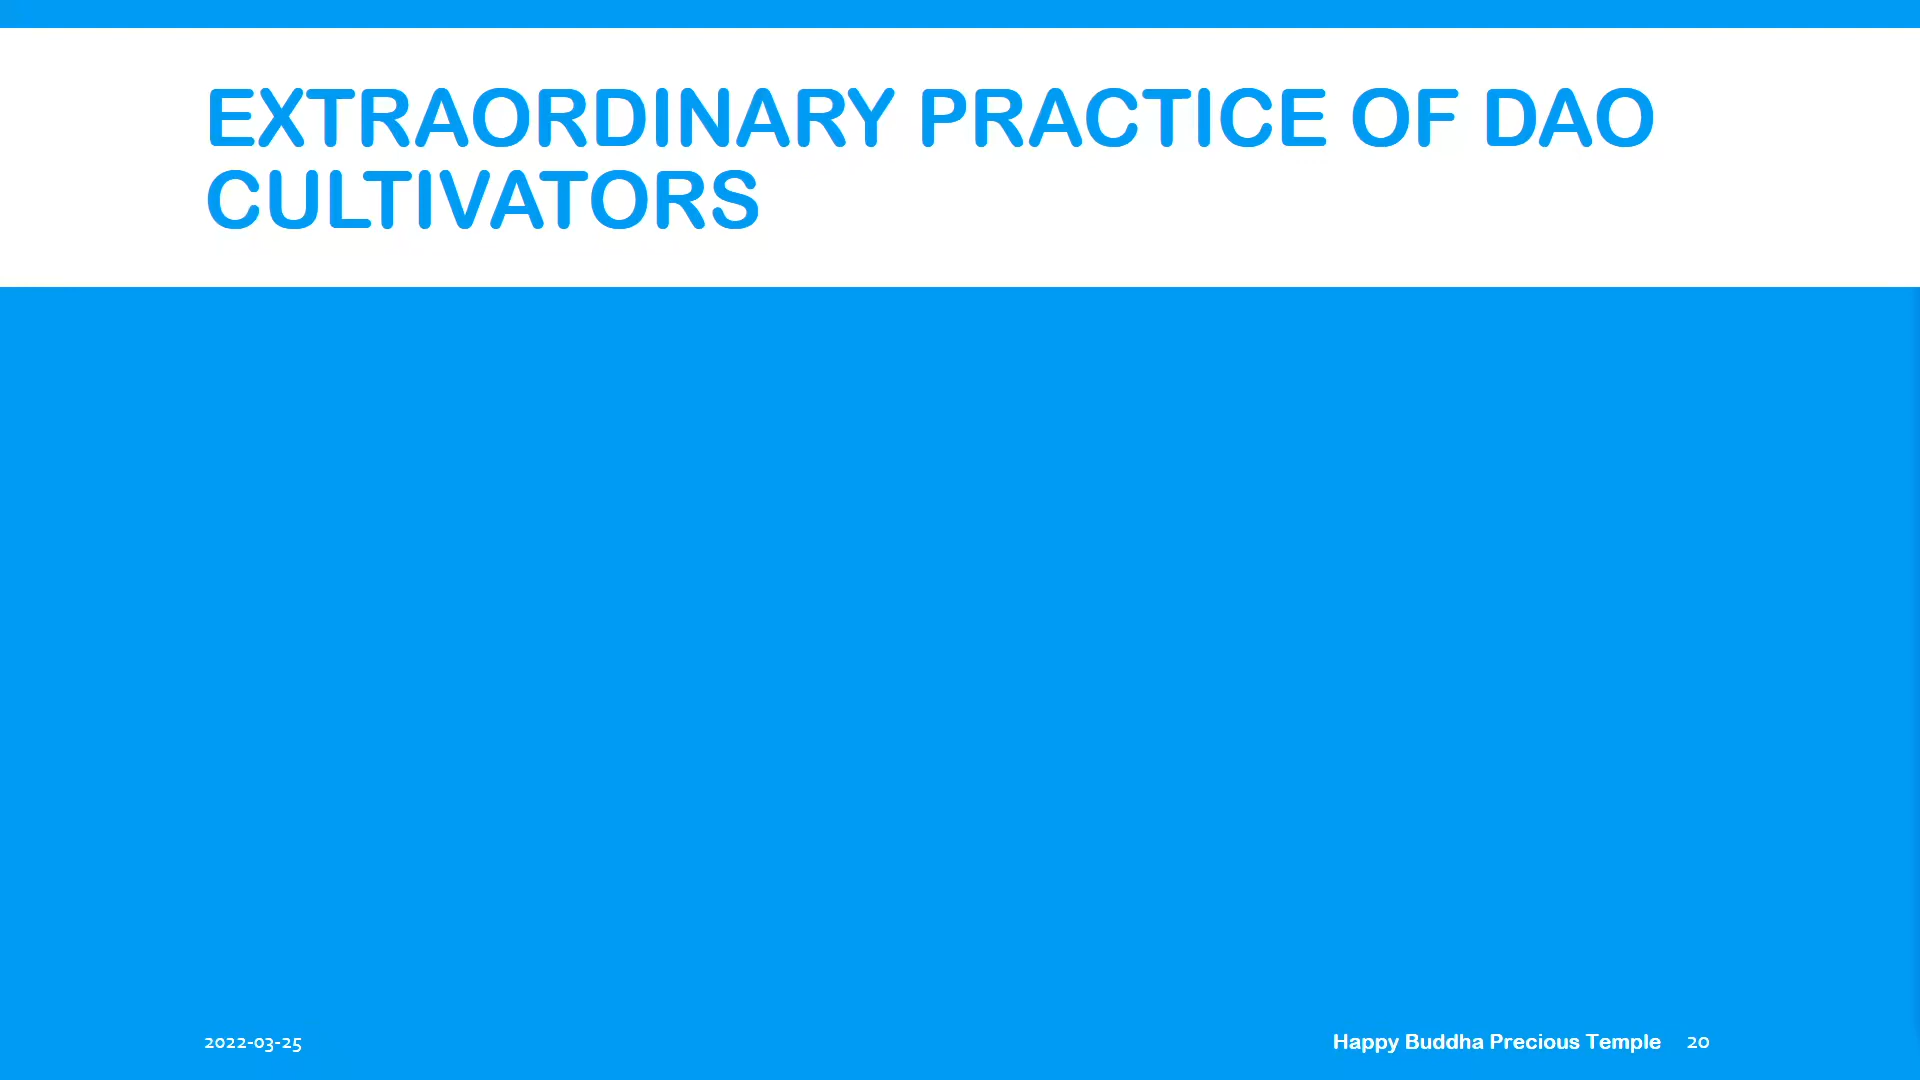 EXTRAORDINARY PRACTICE OF DAO
CULTIVATORS
2022-03-25
Happy Buddha Precious Temple 20